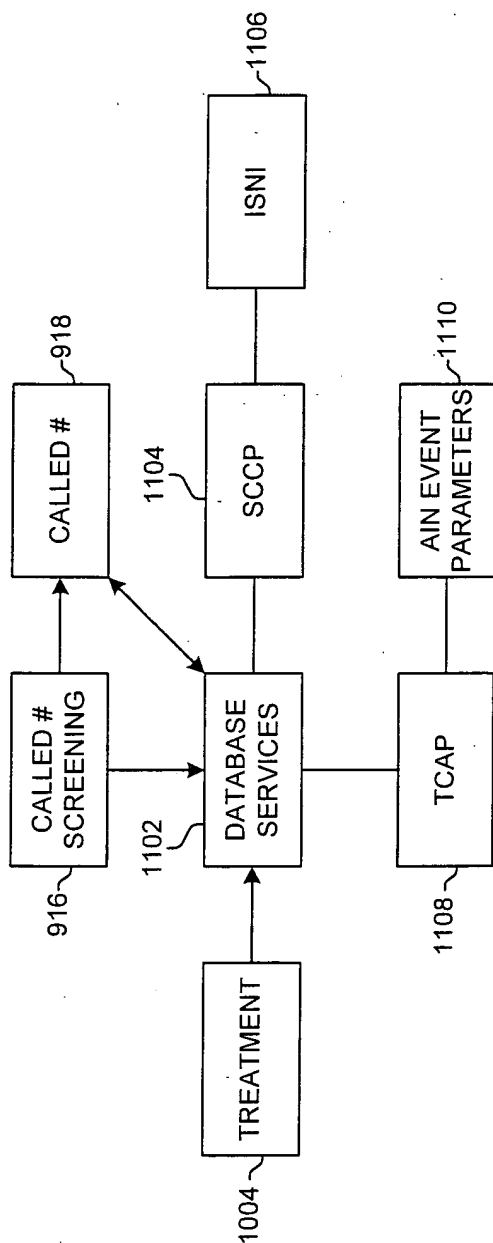 916
CALLED #
SCREENING
CALLED #
918
1004
TREATMENT
1102
DATABASE
SERVICES
1104
SCCP
ISNI
1106
1108
TCAP
AIN EVENT
PARAMETERS
1110